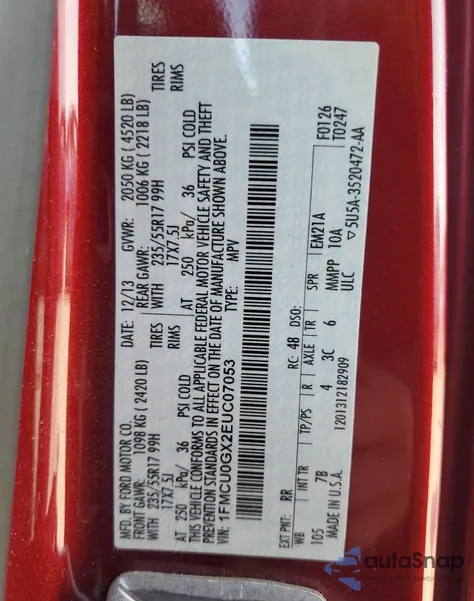 MFD. BY FORD MOTOR CO.
DATE: 12/13 GVWR: 2050 KG (4520 LB)
FRONT GAWR: 1098 KG (2420 LB) REAR GAWR: 1006 KG (2218 LB)
WITH 235/55R17 99H TIRES WITH 235/55R17 99H TIRES
17X7.5J RIMS 17X7.5J RIMS
AT 250 kPa/ 36 PSI COLD AT 250 kPa/ 36 PSI COLD
THIS VEHICLE CONFORMS TO ALL APPLICABLE FEDERAL MOTOR VEHICLE SAFETY AND THEFT
PREVENTION STANDARDS IN EFFECT ON THE DATE OF MANUFACTURE SHOWN ABOVE.
1FMCU0GX2EUC07053 TYPE: MPV
F0126
T0247
EXT PNT: RR RC: 48 DSO:
WB INT TR TP/PS R AXLE TR SPR EM21A
105 7B 4 3C 6 MMPP 10A
MADE IN U.S.A. 1201312182909 ULC ▽5U5A-3520472-AA
autoSnap